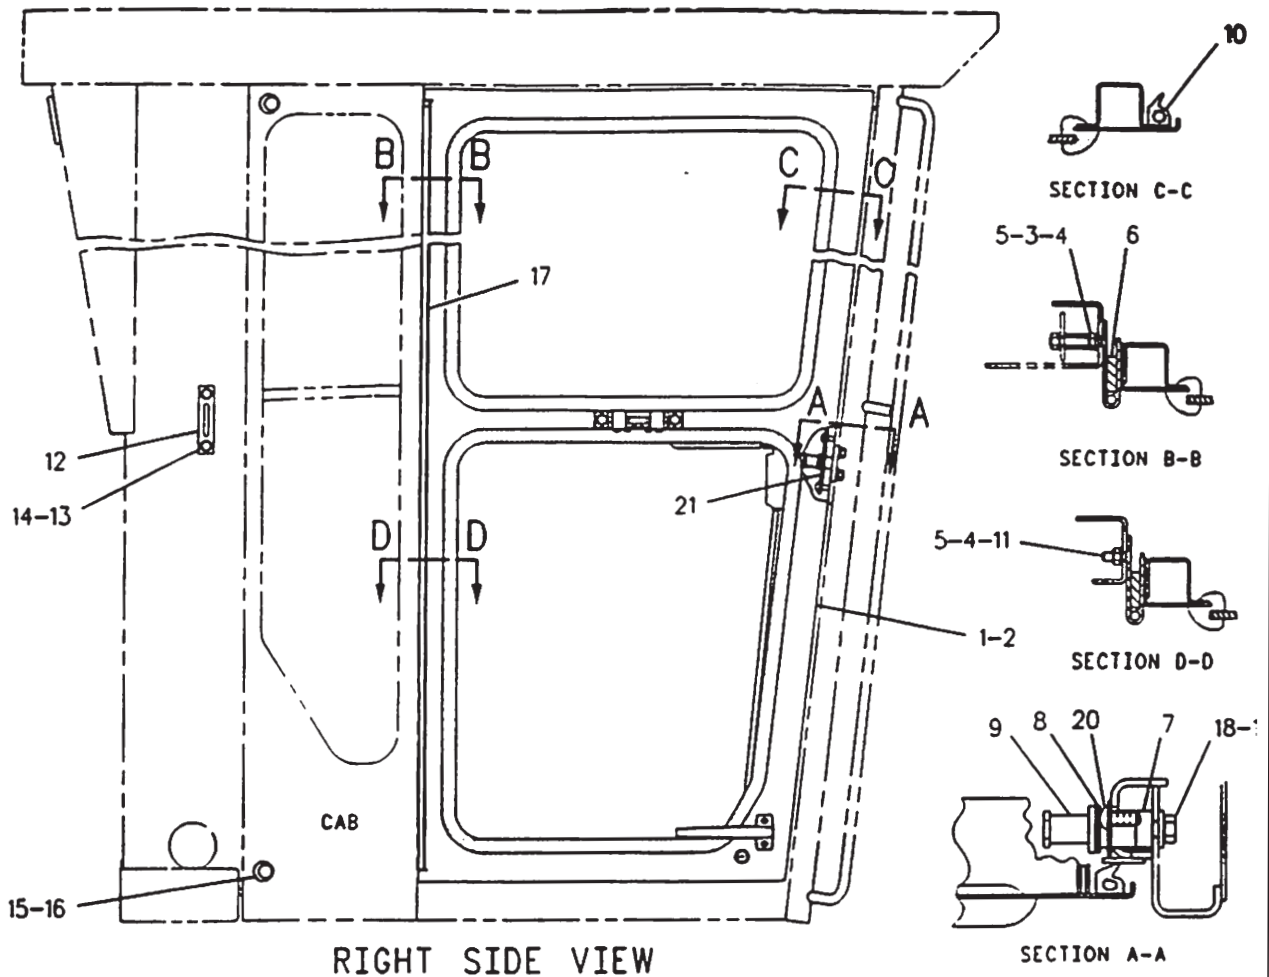 10
SECTION C-C
B B
C C
5-3-4 6
17
SECTION B-B
A A
12
14-13
21
D D
5-4-11
1-2
SECTION D-D
9 8 20 7 18-
CAB
15-16
SECTION A-A
RIGHT SIDE VIEW